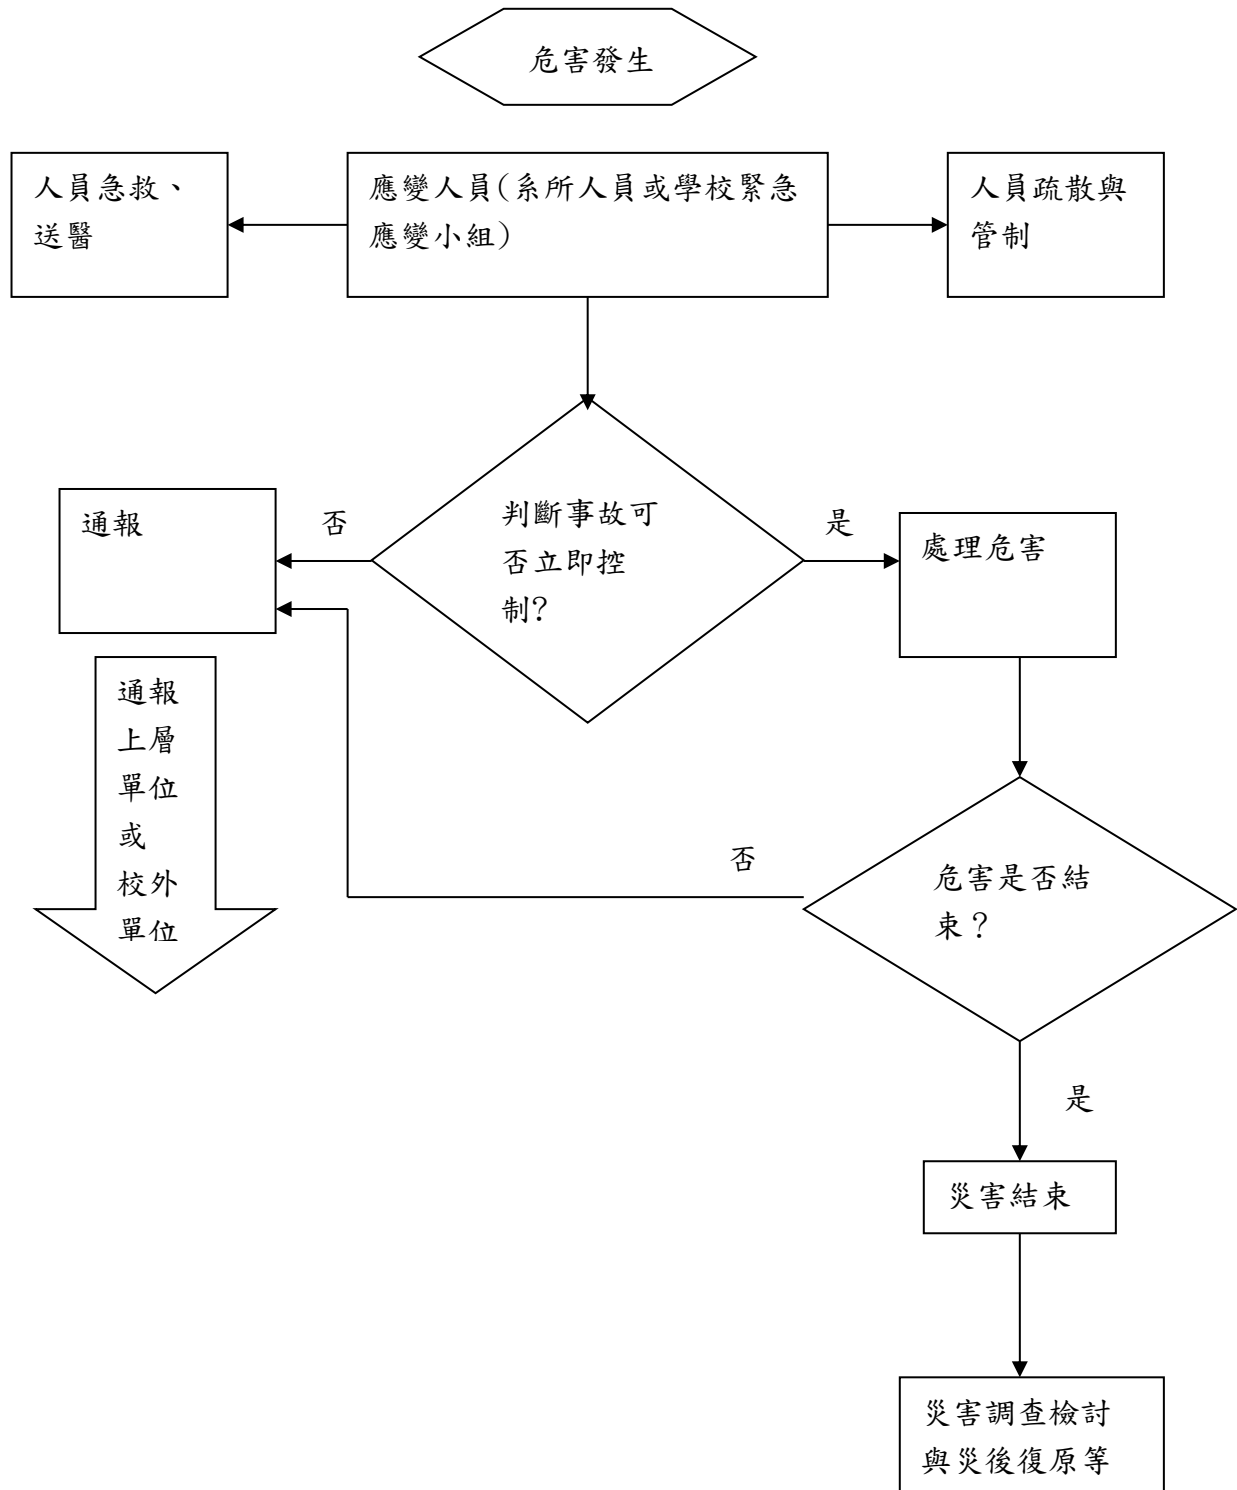 危害發生
人員急救、
送醫
應變人員(系所人員或學校緊急
應變小組)
人員疏散與
管制
判斷事故可
否立即控
制?
否
是
通報
處理危害
通報
上層
單位
或
校外
單位
否
危害是否結
束？
是
災害結束
災害調查檢討
與災後復原等